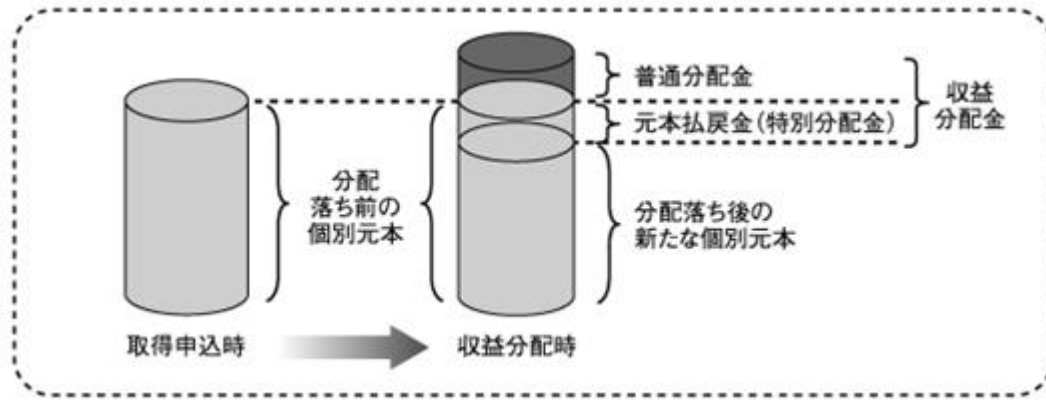 普通分配金
収益
分配金
元本払戻金(特別分配金)
分配
落ち前の
個別元本
分配落ち後の
新たな個別元本
取得申込時
収益分配時